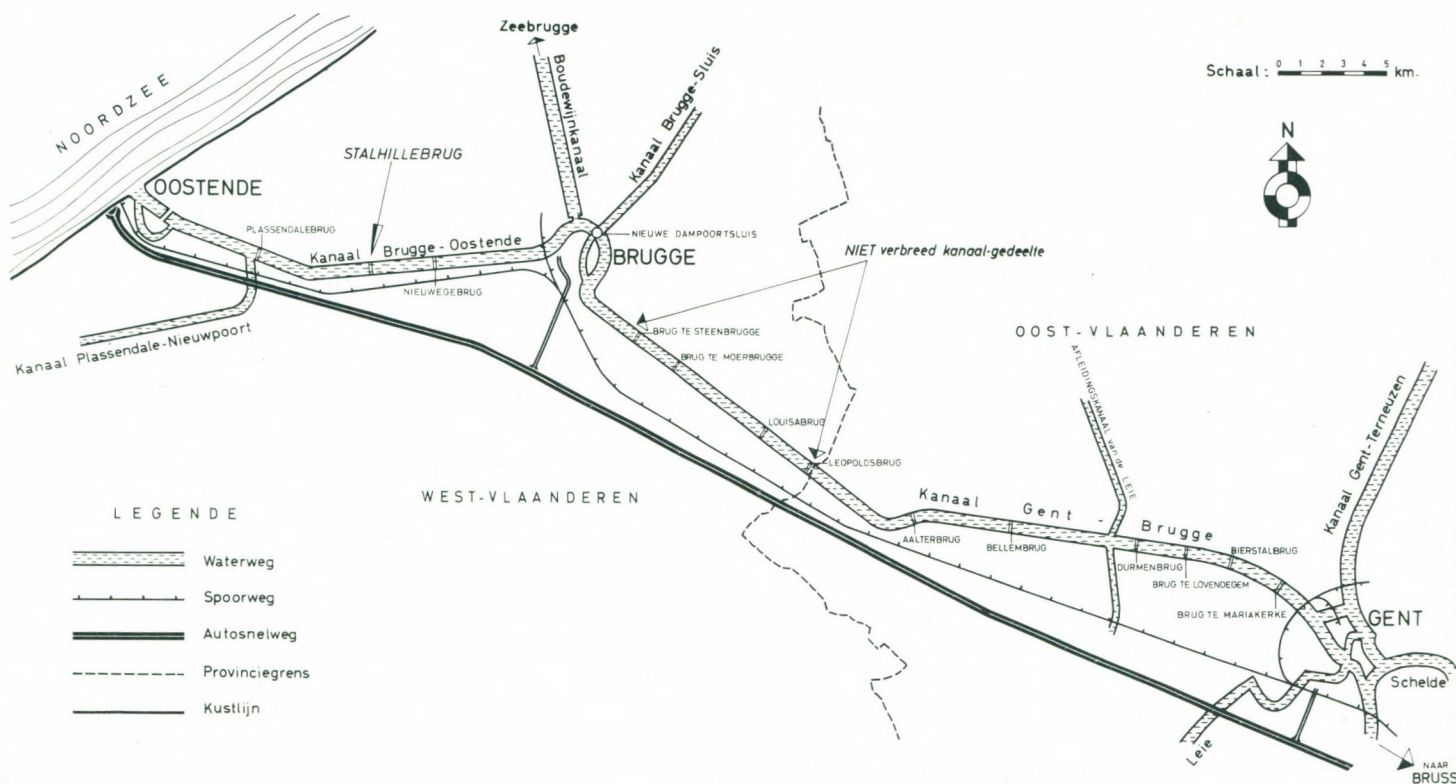 Zeebrugge
Boudewijnkanaal
Kanaal Brugge-Sluis
Schaal: 0 1 2 3 4 5 km.
N
NOORDZEE
STALHILLEBRUG
OOSTENDE
PLASSENDALEBRUG
Kanaal Brugge-Oostende
NIEUWEGEBRUG
NIEUWE DAMPOORTSLUIS
BRUGGE
NIET verbreed kanaal-gedeelte
Kanaal Plassendale-Nieuwpoort
BRUG TE STEENBRUGGE
BRUG TE MOERBRUGGE
OOST-VLAANDEREN
AFLEIDINGSKANAAL van de LEIE
Kanaal Gent-Terneuzen
LOUISABRUG
LEOPOLDSBRUG
WEST-VLAANDEREN
Kanaal Gent - Brugge
AALTERBRUG
BELLEMBRUG
DURMENBRUG
BIERSTALBRUG
BRUG TE LOVENDEGEM
BRUG TE MARIAKERKE
GENT
Schelde
Leie
NAAR
BRUSS
LEGENDE
Waterweg
Spoorweg
Autosnelweg
Provinciegrens
Kustlijn